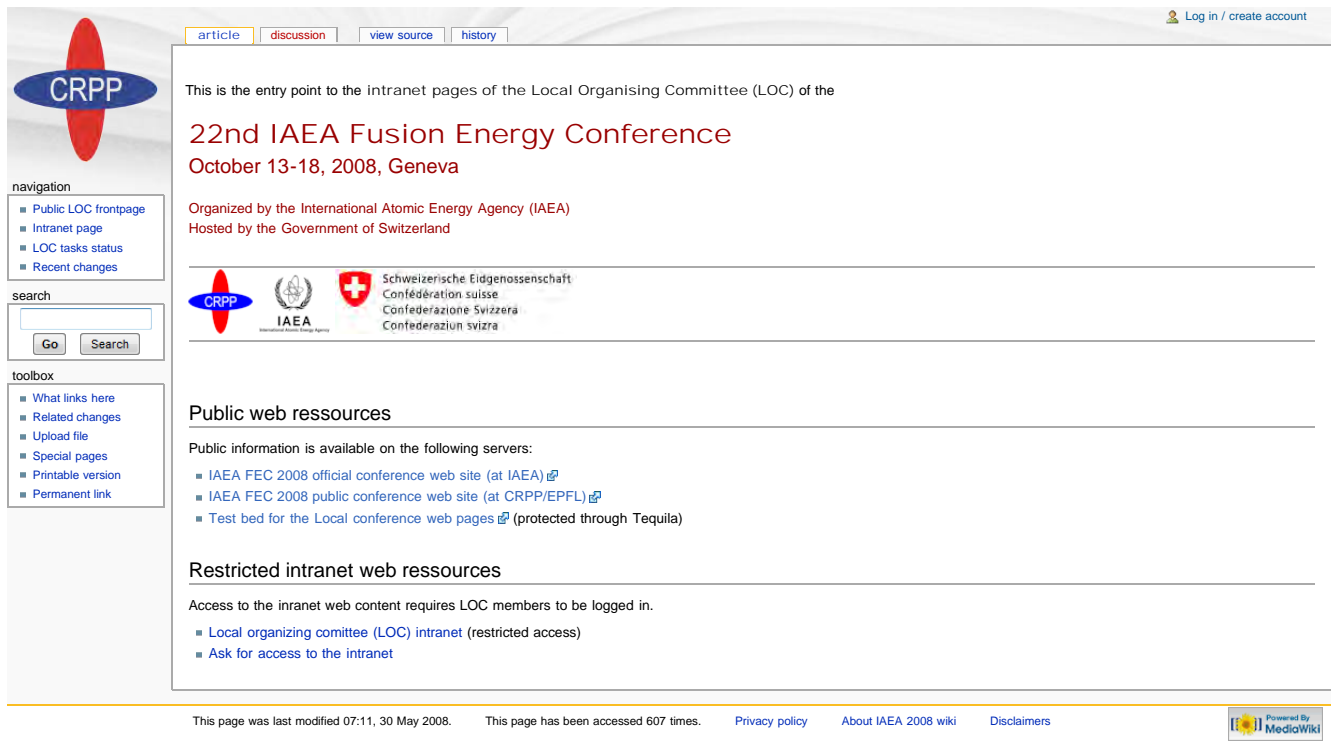 Log in / create account
article discussion view source history
CRPP
This is the entry point to the intranet pages of the Local Organising Committee (LOC) of the
22nd IAEA Fusion Energy Conference
October 13-18, 2008, Geneva
Organized by the International Atomic Energy Agency (IAEA)
Hosted by the Government of Switzerland
navigation
Public LOC frontpage
Intranet page
LOC tasks status
Recent changes
search
Go Search
toolbox
What links here
Related changes
Upload file
Special pages
Printable version
Permanent link
CRPP
IAEA
International Atomic Energy Agency
Schweizerische Eidgenossenschaft
Confédération suisse
Confederazione Svizzera
Confederaziun svizra
Public web ressources
Public information is available on the following servers:
IAEA FEC 2008 official conference web site (at IAEA)
IAEA FEC 2008 public conference web site (at CRPP/EPFL)
Test bed for the Local conference web pages (protected through Tequila)
Restricted intranet web ressources
Access to the inranet web content requires LOC members to be logged in.
Local organizing comittee (LOC) intranet (restricted access)
Ask for access to the intranet
This page was last modified 07:11, 30 May 2008. This page has been accessed 607 times. Privacy policy About IAEA 2008 wiki Disclaimers
Powered By
MediaWiki